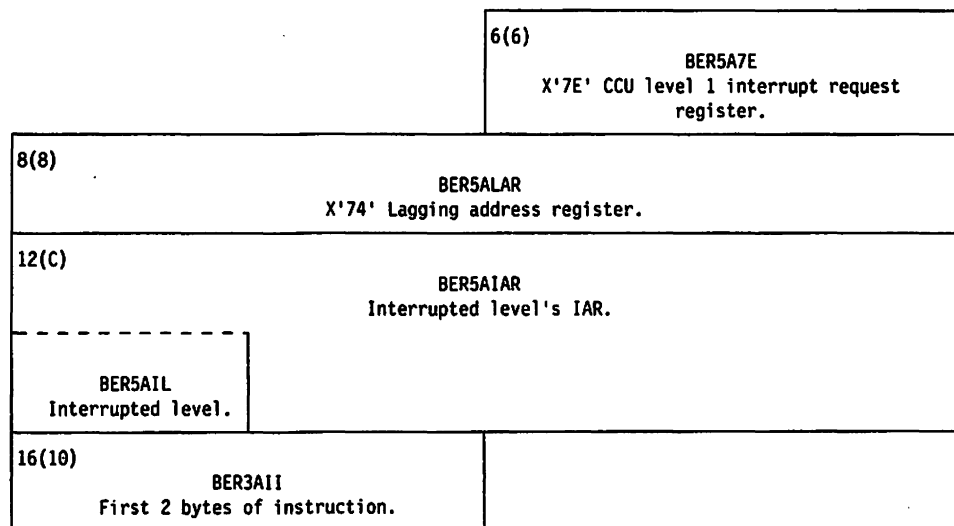 6(6)
BER5A7E
X'7E' CCU level 1 interrupt request
register.
8(8)
BER5ALAR
X'74' Lagging address register.
12(C)
BER5AIAR
Interrupted level's IAR.
BER5AIL
Interrupted level.
16(10)
BER3AII
First 2 bytes of instruction.